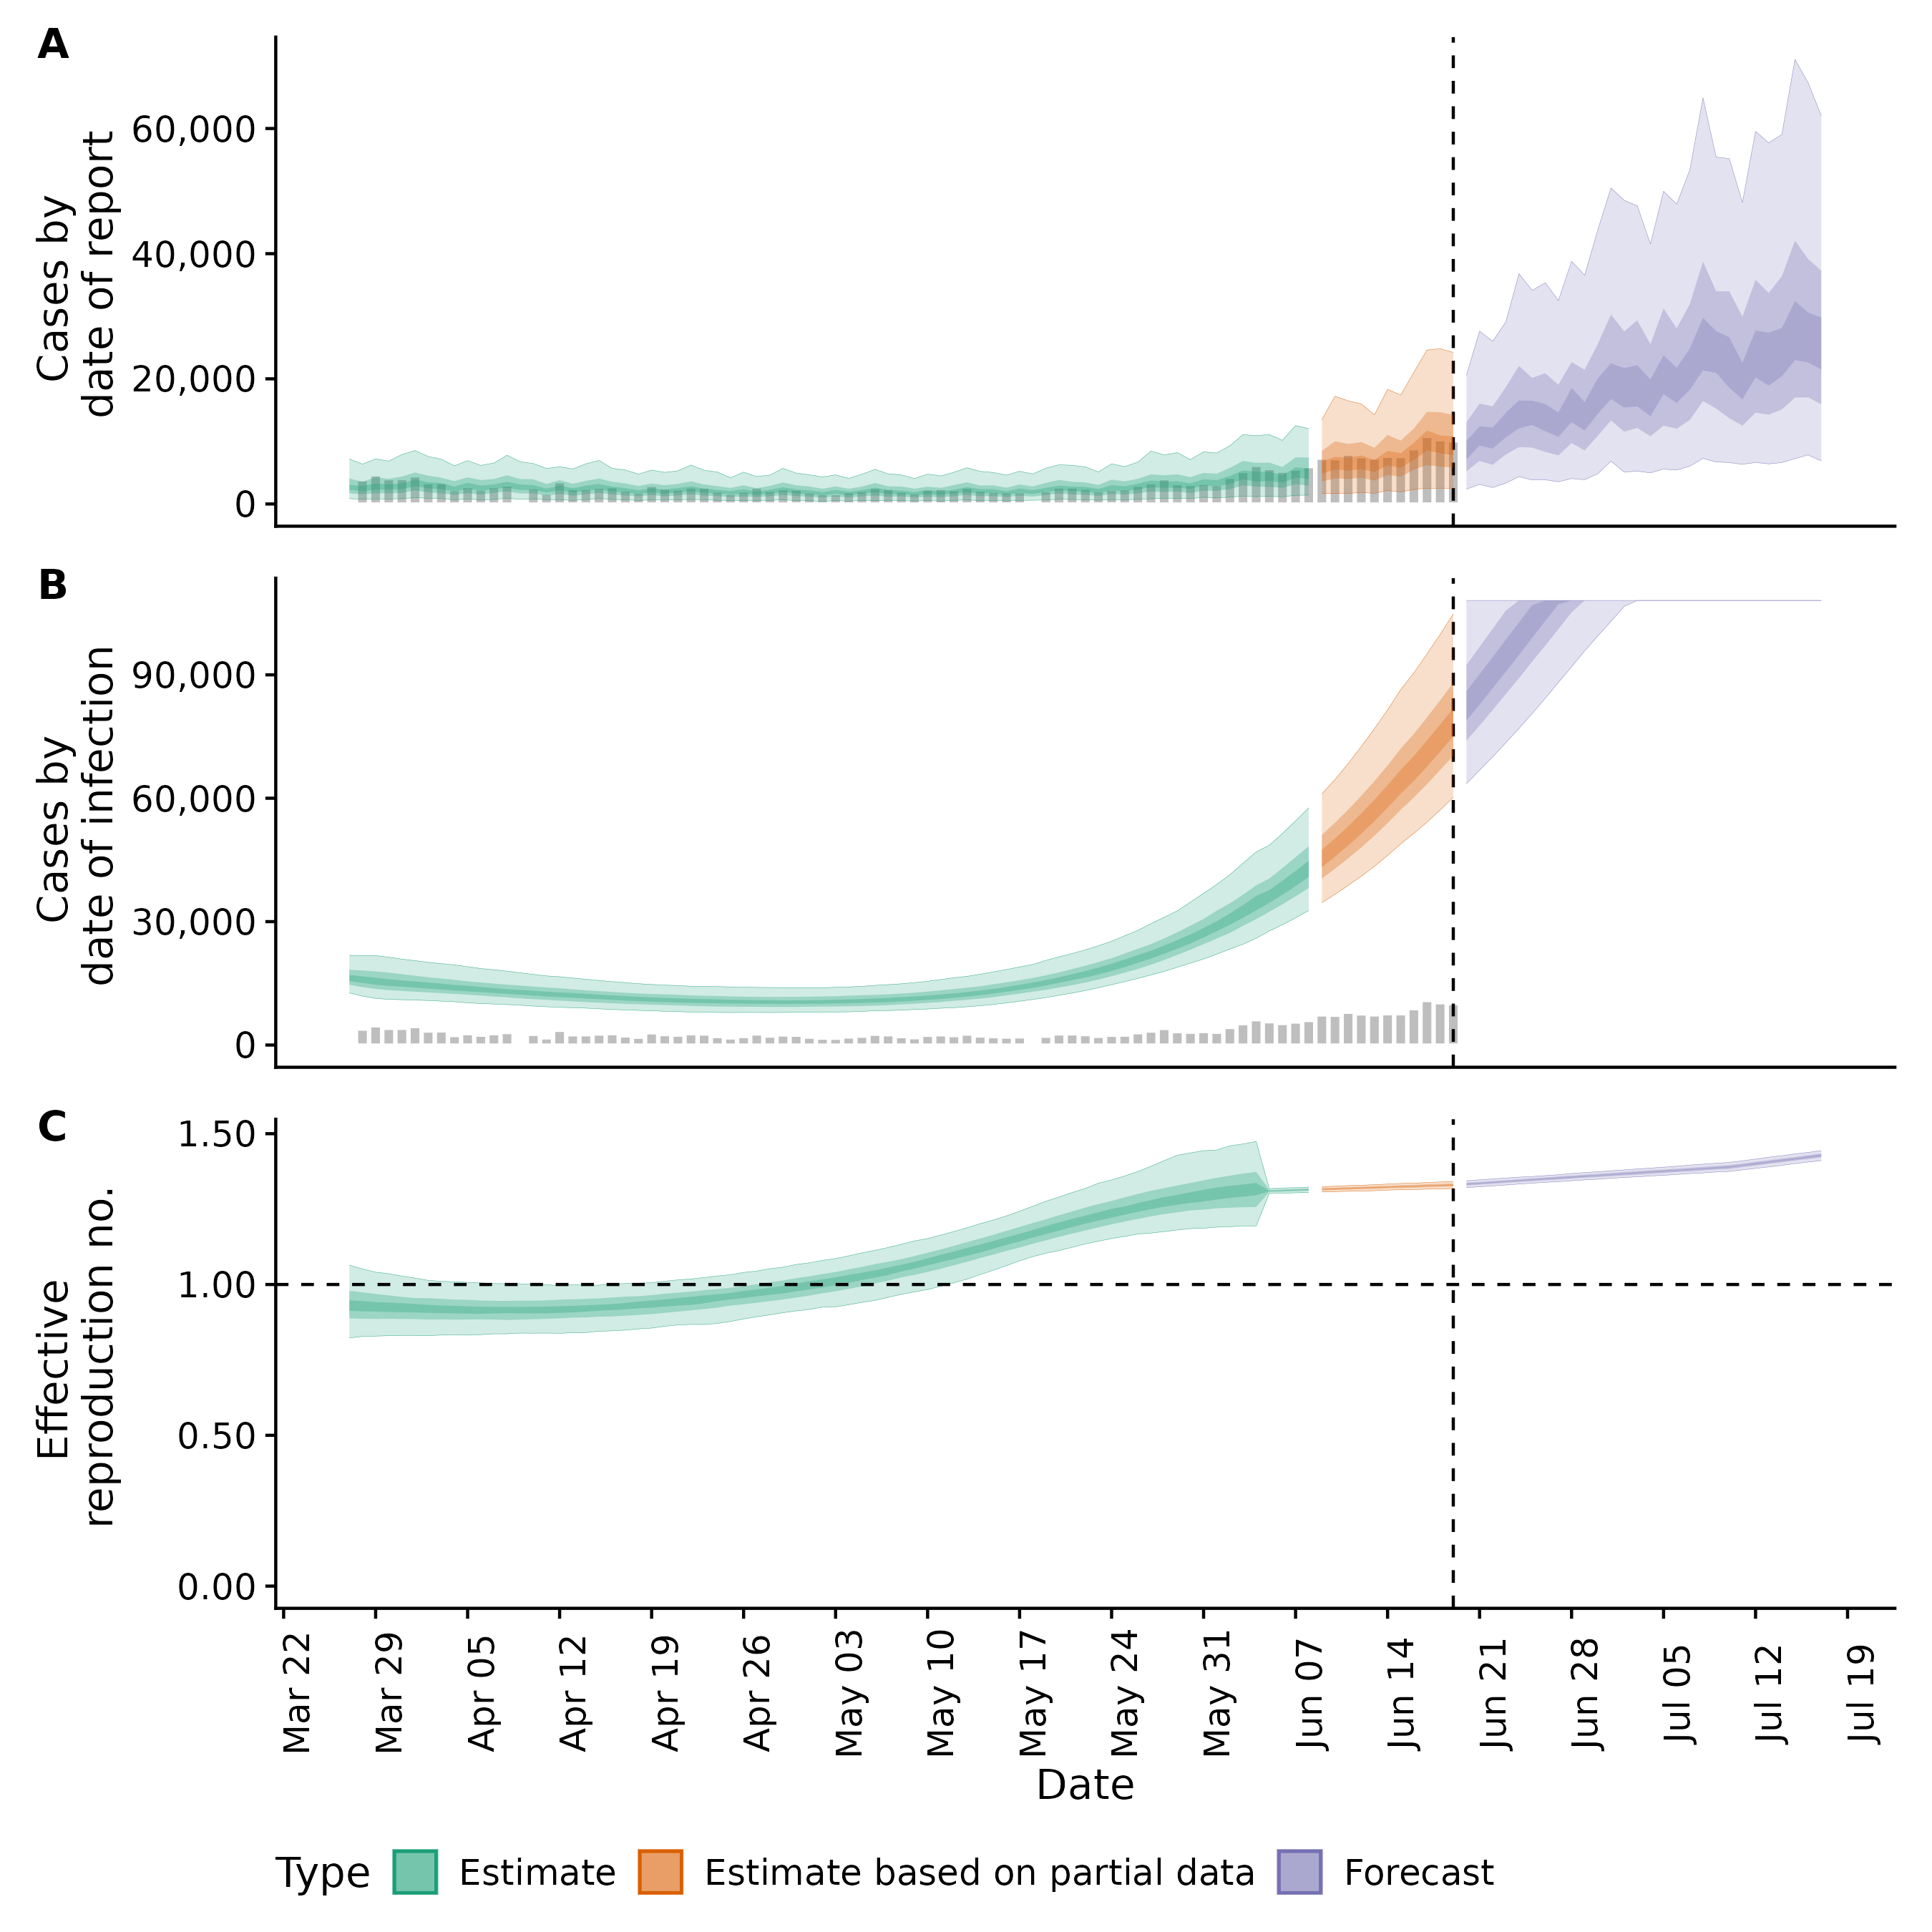 A
Cases by
date of report
60,000
40,000
20,000
0
B
Cases by
date of infection
90,000
60,000
30,000
0
C
Effective
reproduction no.
1.50
1.00
0.50
0.00
Mar 22
Mar 29
Apr 05
Apr 12
Apr 19
Apr 26
May 03
May 10
May 17
May 24
May 31
Jun 07
Jun 14
Jun 21
Jun 28
Jul 05
Jul 12
Jul 19
Date
Type Estimate Estimate based on partial data Forecast